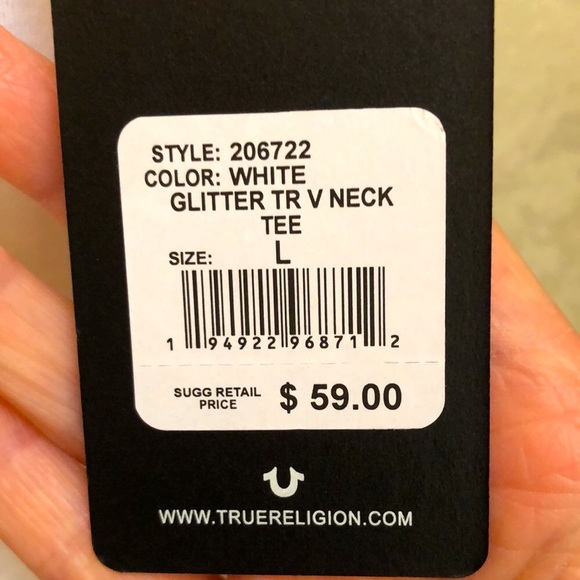 STYLE: 206722
COLOR: WHITE
GLITTER TR V NECK
TEE
SIZE: L
1 94922 96871 2
SUGG RETAIL
PRICE
$ 59.00
WWW.TRUERELIGION.COM